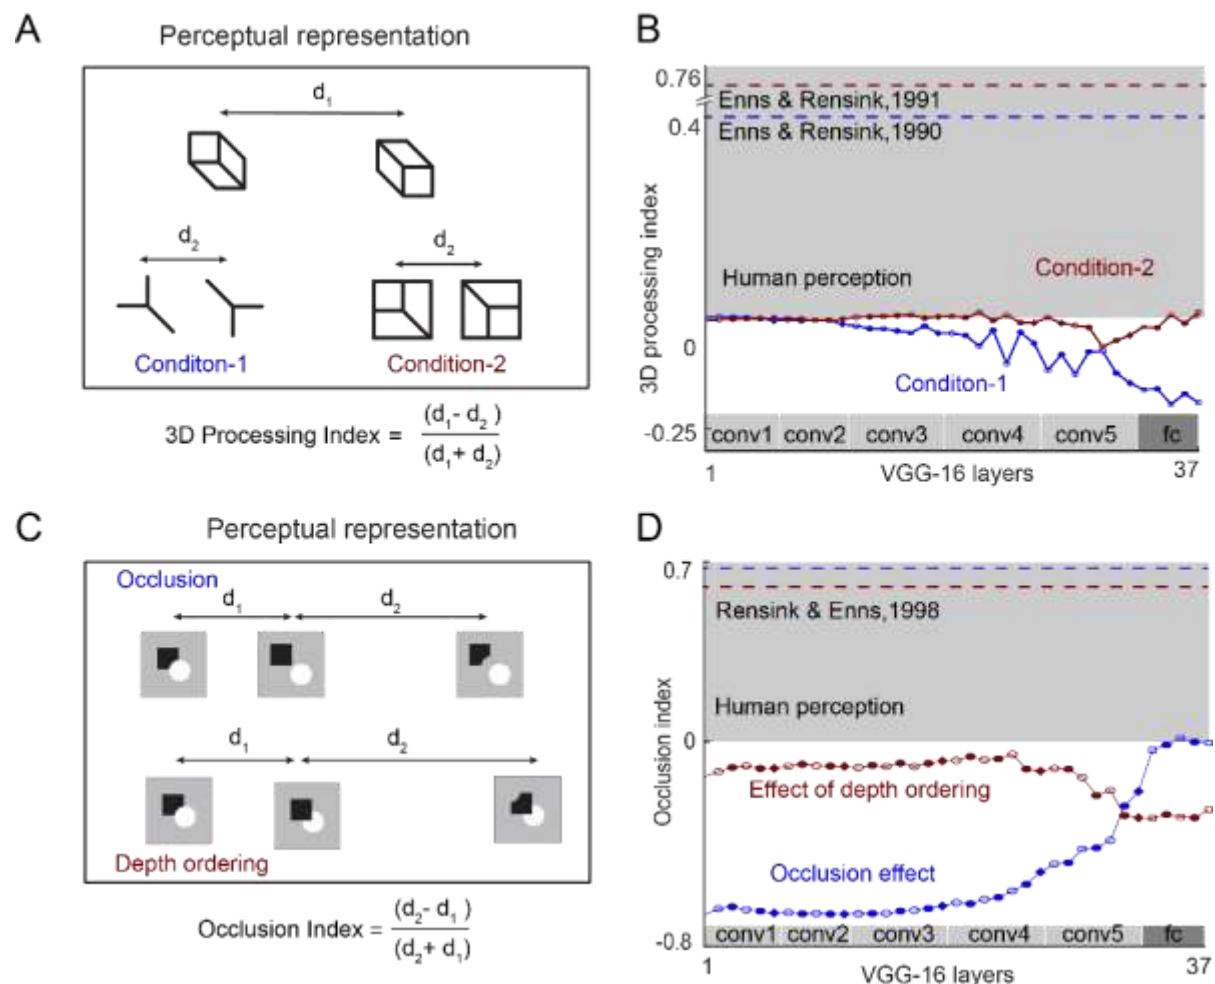 A
Perceptual representation
d1
d2
d2
Conditon-1
Condition-2
3D Processing Index = (d1 - d2) / (d1 + d2)
B
0.76
Enns & Rensink,1991
0.4
Enns & Rensink,1990
3D processing index
Condition-2
Human perception
0
Conditon-1
-0.25
conv1 conv2 conv3 conv4 conv5 fc
1 VGG-16 layers 37
C
Perceptual representation
Occlusion
d1 d2
d1 d2
Depth ordering
Occlusion Index = (d2 - d1) / (d2 + d1)
D
0.7
Rensink & Enns,1998
Occlusion index
Human perception
0
Effect of depth ordering
Occlusion effect
-0.8
conv1 conv2 conv3 conv4 conv5 fc
1 VGG-16 layers 37